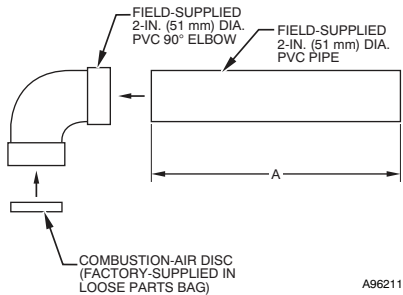 FIELD-SUPPLIED
2-IN. (51 mm) DIA.
PVC 90° ELBOW
FIELD-SUPPLIED
2-IN. (51 mm) DIA.
PVC PIPE
A
COMBUSTION-AIR DISC
(FACTORY-SUPPLIED IN
LOOSE PARTS BAG)
A96211